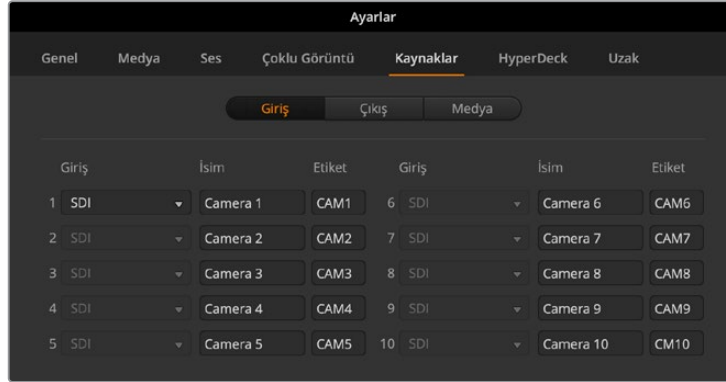 Ayarlar
Genel Medya Ses Çoklu Görüntü Kaynaklar HyperDeck Uzak
Giriş Çıkış Medya
Giriş İsim Etiket Giriş İsim Etiket
1 SDI Camera 1 CAM1 6 SDI Camera 6 CAM6
2 SDI Camera 2 CAM2 7 SDI Camera 7 CAM7
3 SDI Camera 3 CAM3 8 SDI Camera 8 CAM8
4 SDI Camera 4 CAM4 9 SDI Camera 9 CAM9
5 SDI Camera 5 CAM5 10 SDI Camera 10 CM10